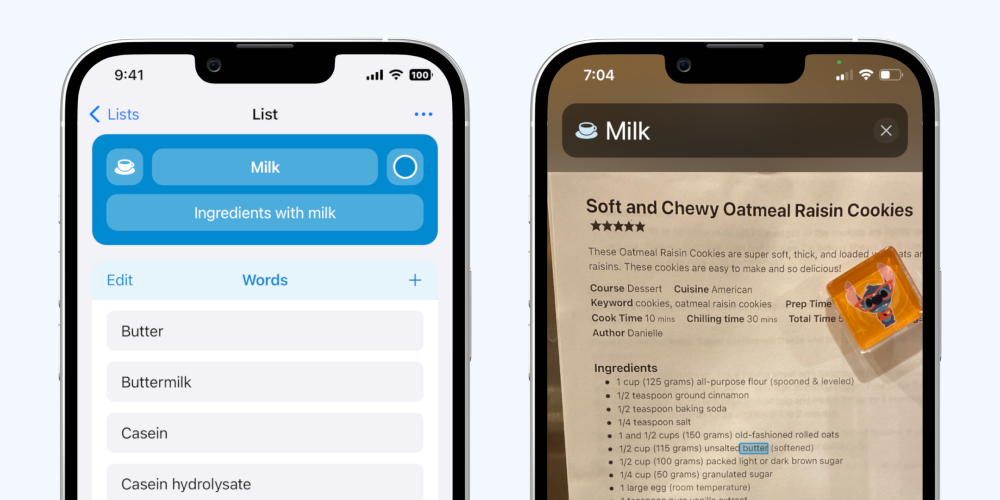 9:41
100
Lists
List
Milk
Ingredients with milk
Edit
Words
Butter
Buttermilk
Casein
Casein hydrolysate
7:04
Milk
Soft and Chewy Oatmeal Raisin Cookies
★★★★★
These Oatmeal Raisin Cookies are super soft, thick, and loaded
raisins. These cookies are easy to make and so delicious!
Course Dessert Cuisine American
Keyword cookies, oatmeal raisin cookies Prep Time
Cook Time 10 mins Chilling time 30 mins Total Time
Author Danielle
Ingredients
• 1 cup (125 grams) all-purpose flour (spooned & leveled)
• 1/2 teaspoon ground cinnamon
• 1/2 teaspoon baking soda
• 1/4 teaspoon salt
• 1 and 1/2 cups (150 grams) old-fashioned rolled oats
• 1/2 cup (115 grams) unsalted butter (softened)
• 1/2 cup (100 grams) packed light or dark brown sugar
• 1/4 cup (50 grams) granulated sugar
• 1 large egg (room temperature)